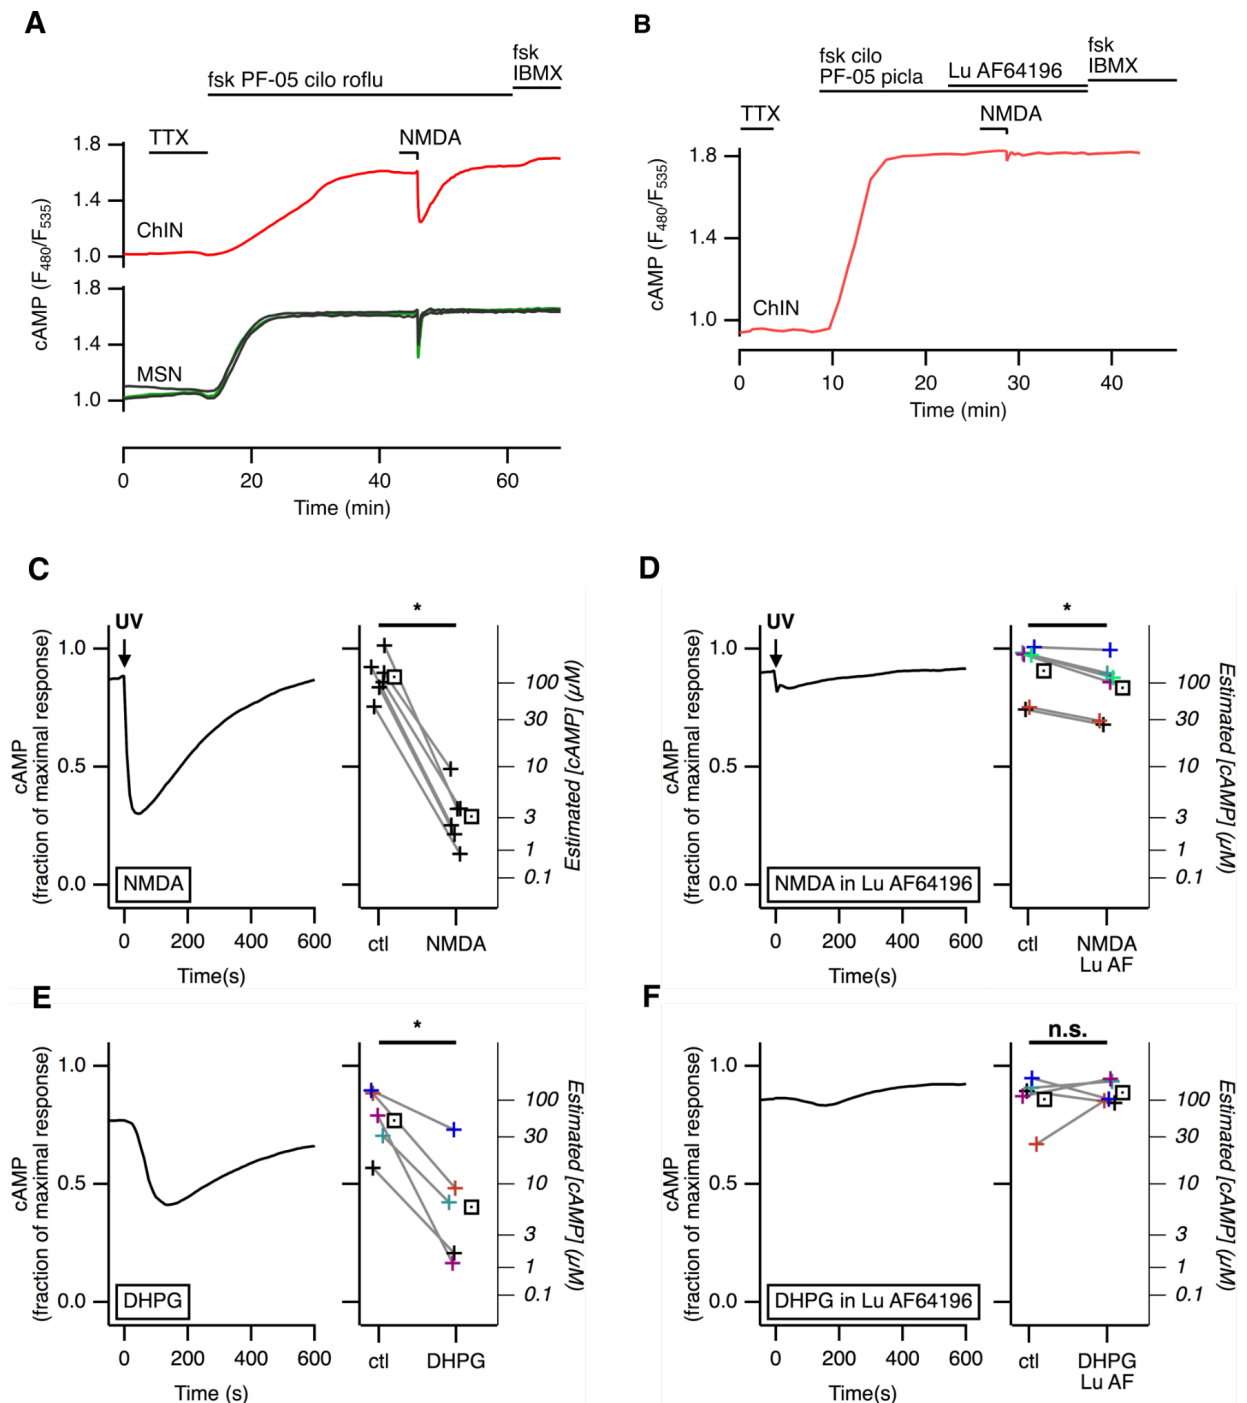 A
fsk
IBMX
fsk PF-05 cilo roflu
TTX
NMDA
1.8
1.4
1.0
ChIN
1.8
1.4
1.0
MSN
cAMP (F480/F535)
0 20 40 60
Time (min)
B
fsk cilo
PF-05 picla
Lu AF64196
fsk
IBMX
TTX
NMDA
1.8
1.4
1.0
ChIN
cAMP (F480/F535)
0 10 20 30 40
Time (min)
C
UV
1.0
0.5
0.0
cAMP
(fraction of maximal response)
NMDA
0 200 400 600
Time(s)
*
100
30
10
3
1
0.1
Estimated [cAMP] (µM)
ctl NMDA
D
UV
1.0
0.5
0.0
cAMP
(fraction of maximal response)
NMDA in Lu AF64196
0 200 400 600
Time(s)
*
100
30
10
3
1
0.1
Estimated [cAMP] (µM)
ctl NMDA
Lu AF
E
1.0
0.5
0.0
cAMP
(fraction of maximal response)
DHPG
0 200 400 600
Time (s)
*
100
30
10
3
1
0.1
Estimated [cAMP] (µM)
ctl DHPG
F
1.0
0.5
0.0
cAMP
(fraction of maximal response)
DHPG in Lu AF64196
0 200 400 600
Time(s)
n.s.
100
30
10
3
1
0.1
Estimated [cAMP] (µM)
ctl DHPG
Lu AF